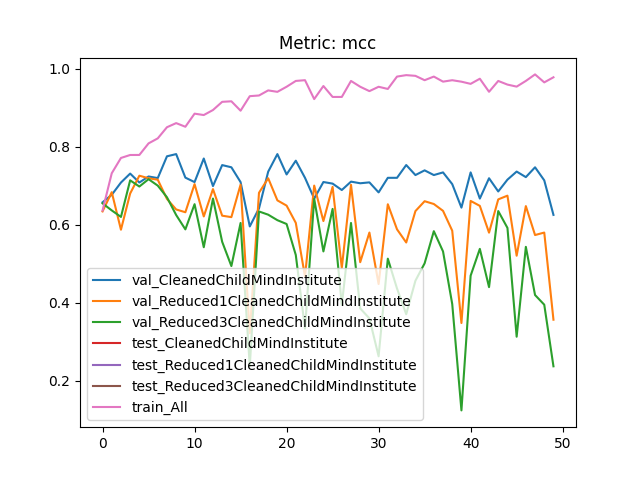 Metric: mcc
1.0
0.8
0.6
0.4
0.2
val_CleanedChildMindInstitute
val_Reduced1CleanedChildMindInstitute
val_Reduced3CleanedChildMindInstitute
test_CleanedChildMindInstitute
test_Reduced1CleanedChildMindInstitute
test_Reduced3CleanedChildMindInstitute
train_All
0 10 20 30 40 50